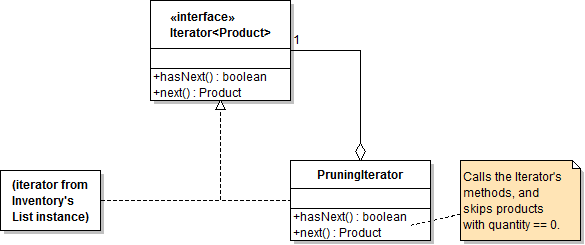 «interface»
Iterator<Product>
+hasNext() : boolean
+next() : Product
1
(iterator from
Inventory's
List instance)
PruningIterator
+hasNext() : boolean
+next() : Product
Calls the Iterator's
methods, and
skips products
with quantity == 0.